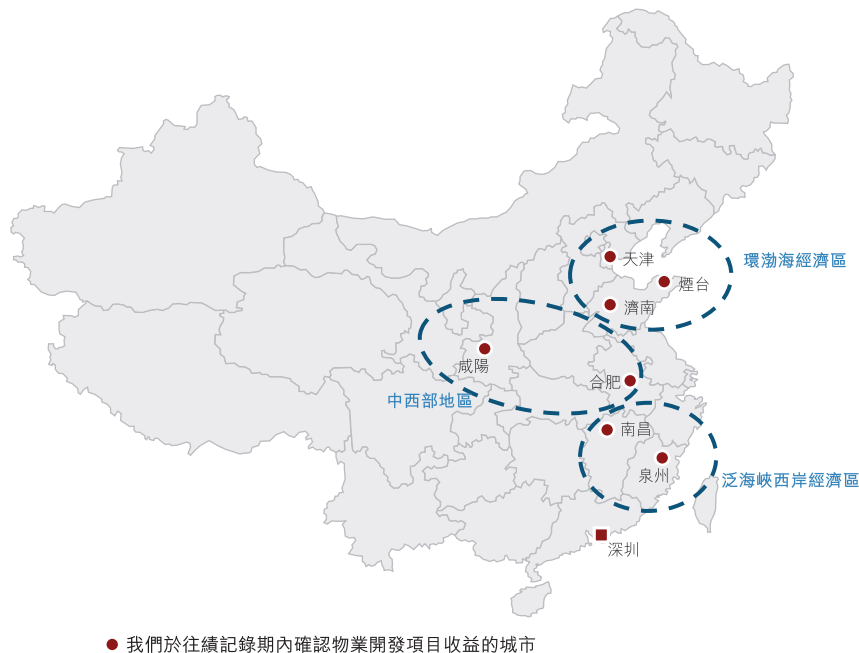 天津
環渤海經濟區
煙台
濟南
咸陽
合肥
中西部地區
南昌
泉州
泛海峽西岸經濟區
深圳
我們於往績記錄期內確認物業開發項目收益的城市